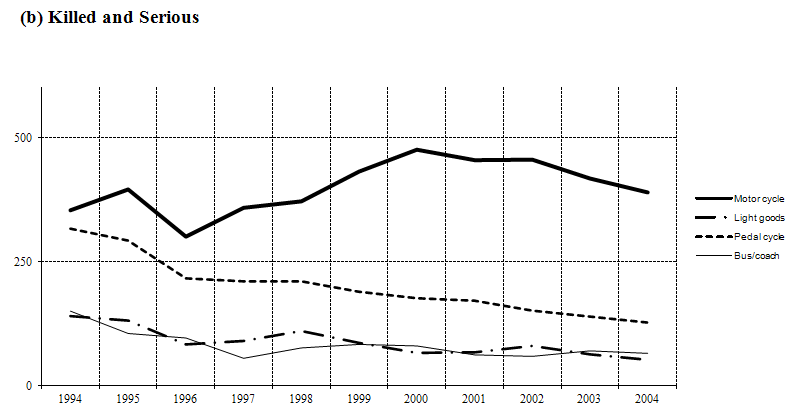 (b) Killed and Serious
500
250
0
1994 1995 1996 1997 1998 1999 2000 2001 2002 2003 2004
Motor cycle
Light goods
Pedal cycle
Bus/coach